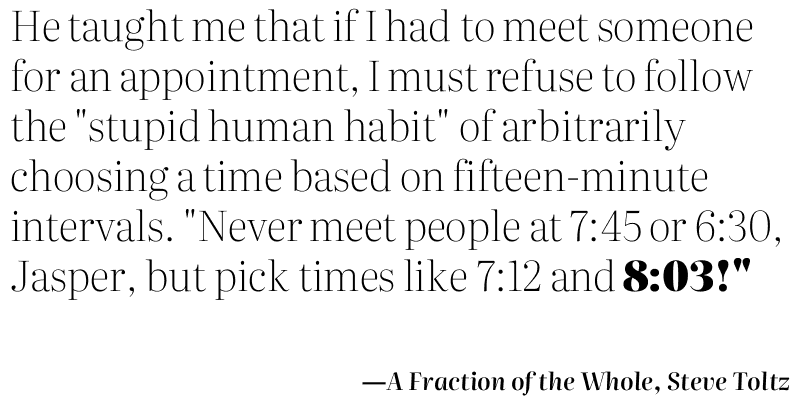 He taught me that if I had to meet someone
for an appointment, I must refuse to follow
the "stupid human habit" of arbitrarily
choosing a time based on fifteen-minute
intervals. "Never meet people at 7:45 or 6:30,
Jasper, but pick times like 7:12 and 8:03!"
—A Fraction of the Whole, Steve Toltz